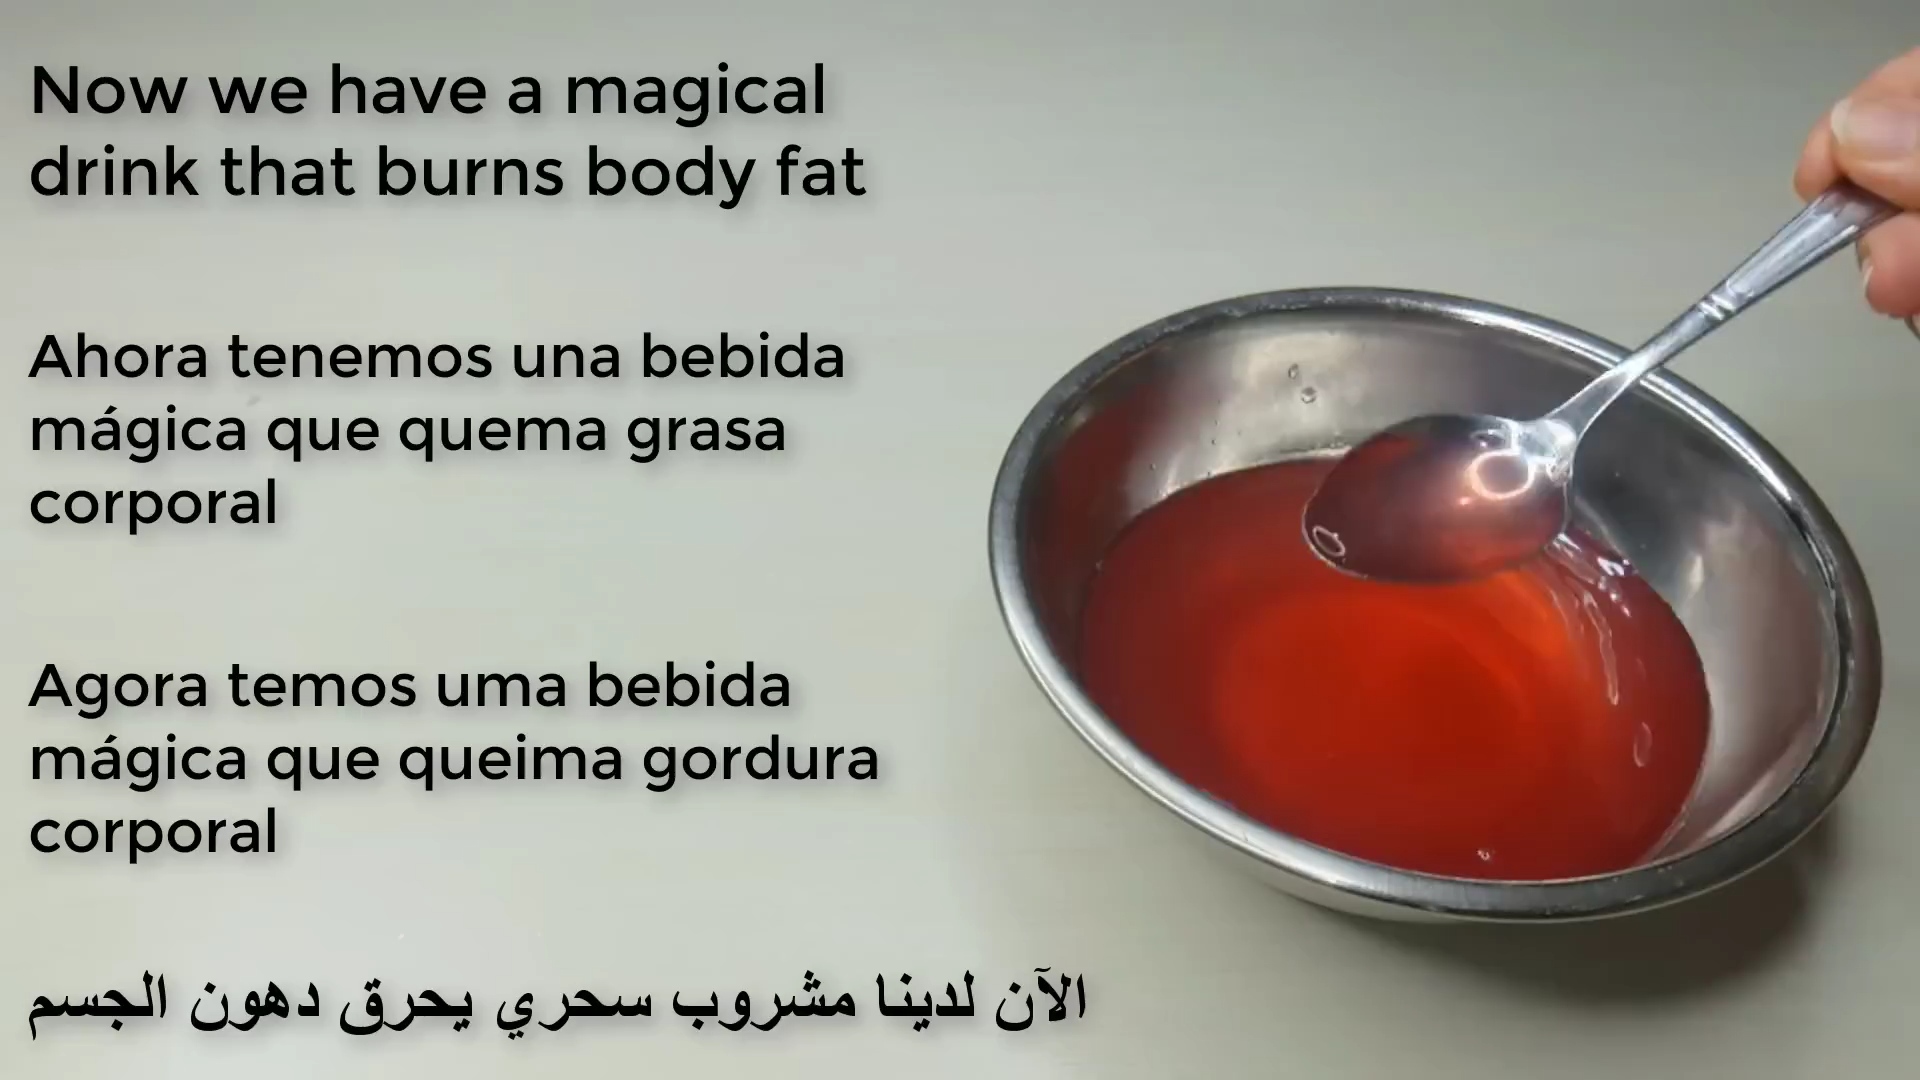 Now we have a magical
drink that burns body fat
Ahora tenemos una bebida
mágica que quema grasa
corporal
Agora temos uma bebida
mágica que queima gordura
corporal
الآن لدينا مشروب سحري يحرق دهون الجسم